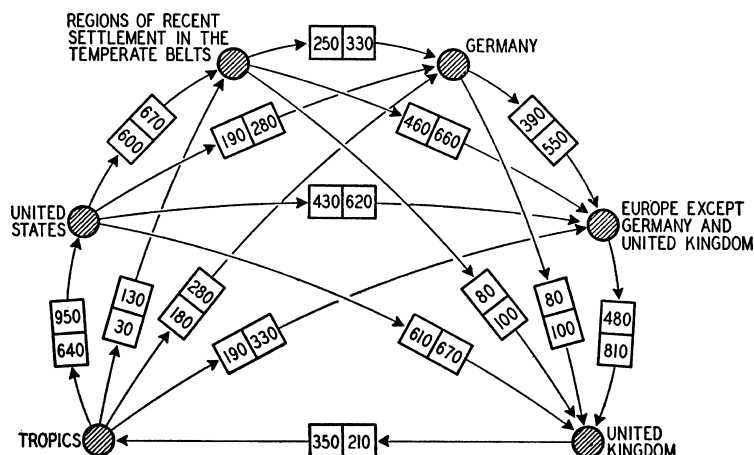 REGIONS OF RECENT
SETTLEMENT IN THE
TEMPERATE BELTS
250 330
GERMANY
600 670
190 280
460 660
390 550
UNITED
STATES
430 620
EUROPE EXCEPT
GERMANY AND
UNITED KINGDOM
950
640
130
30
280
180
190 330
610 670
80
100
80
100
480
810
TROPICS
350 210
UNITED
KINGDOM